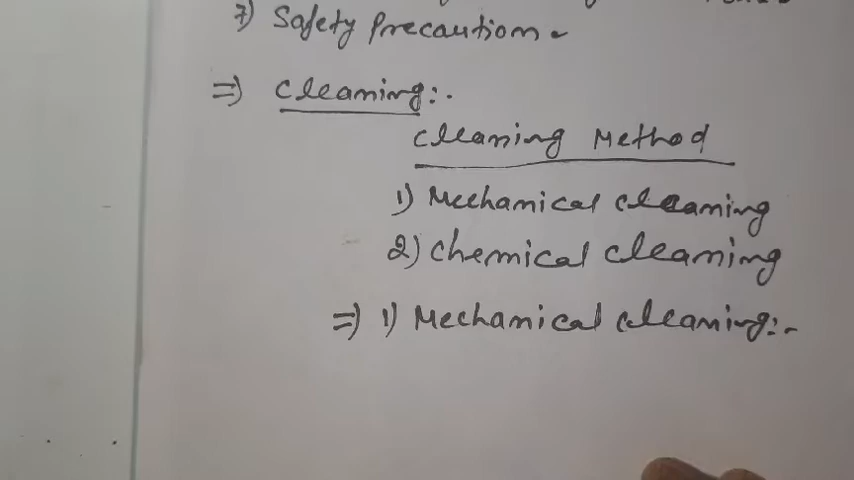 7) Safety Precaution.
=) Cleaning:-
Cleaning Method
1) Mechanical cleaning
2) Chemical cleaning
=) 1) Mechanical cleaning:-